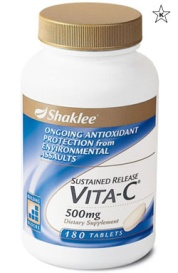 Shaklee
ONGOING ANTIOXIDANT
PROTECTION from
ENVIRONMENTAL
ASSAULTS
SUSTAINED RELEASE
VITA-C®
500mg
Dietary Supplement
180 TABLETS